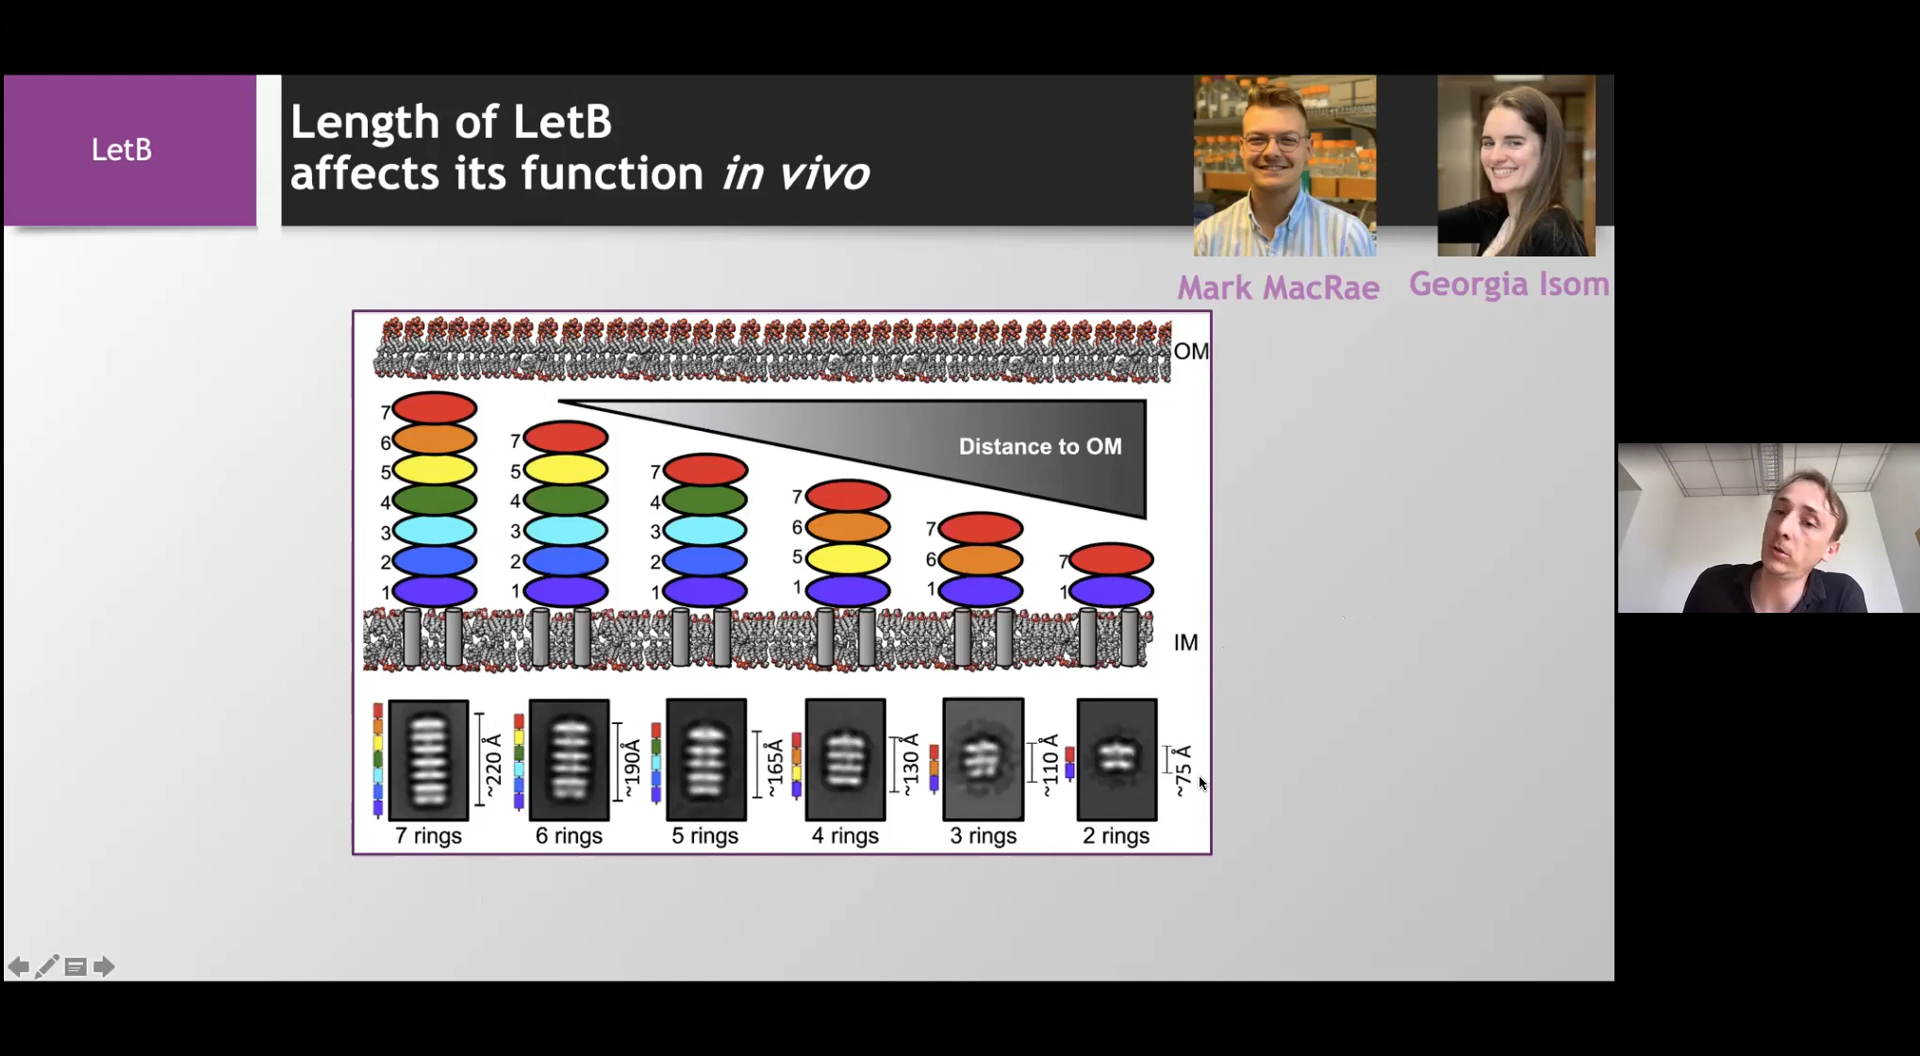 LetB
Length of LetB
affects its function in vivo
Mark MacRae
Georgia Isom
OM
Distance to OM
7
6
5
4
3
2
1
7
5
4
3
2
1
7
4
3
2
1
7
6
5
1
7
6
1
7
1
IM
~220 Å
~190Å
~165Å
~130 Å
~110 Å
~75 Å
7 rings
6 rings
5 rings
4 rings
3 rings
2 rings